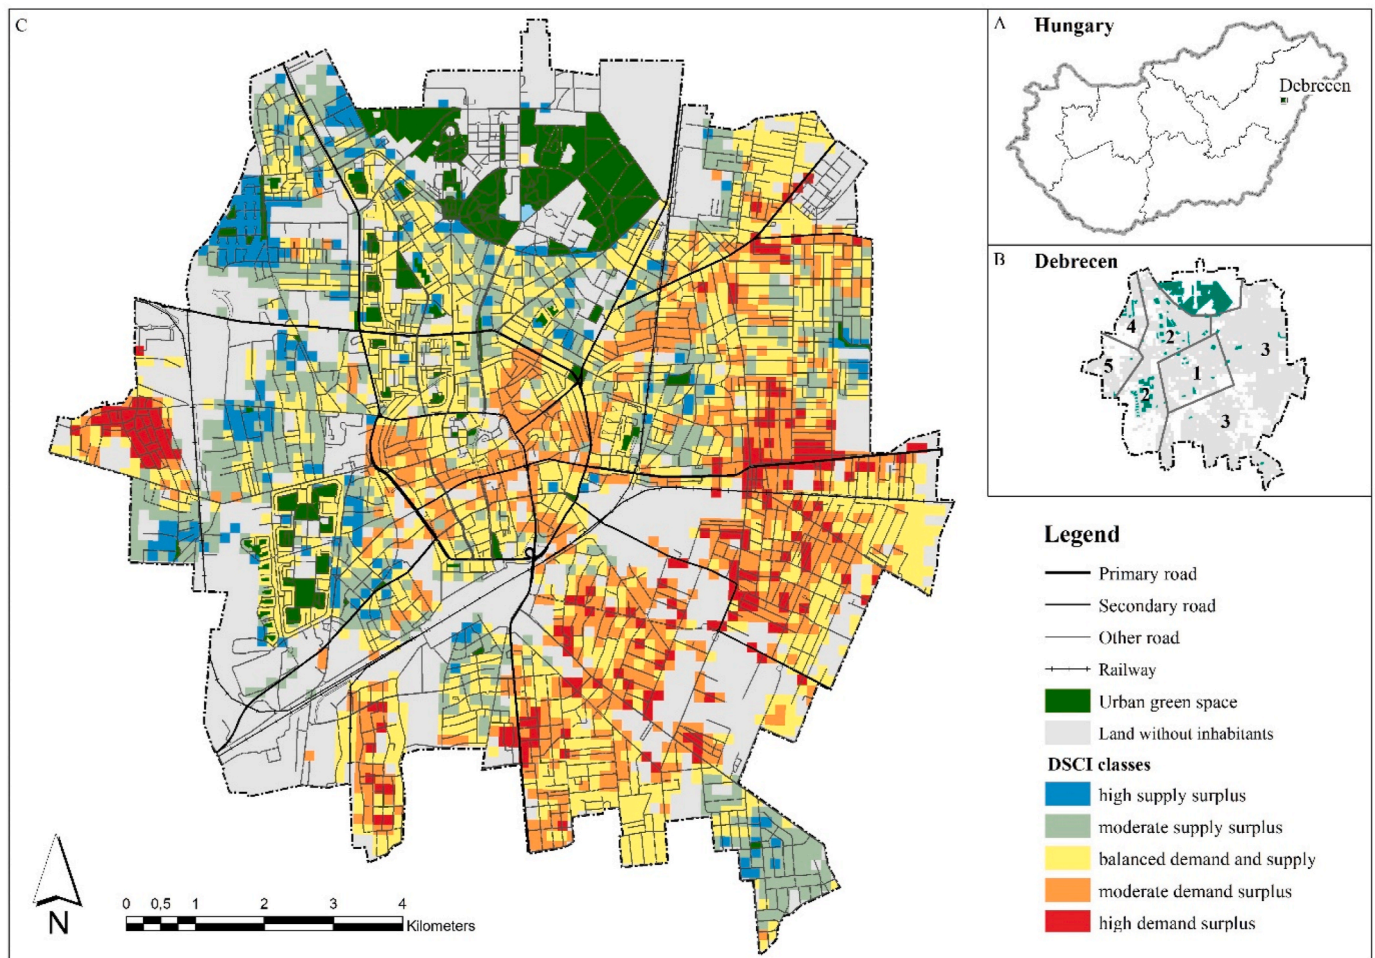 C
A
Hungary
Debrecen
B
Debrecen
4
2
3
5
1
2
3
Legend
Primary road
Secondary road
Other road
Railway
Urban green space
Land without inhabitants
DSCI classes
high supply surplus
moderate supply surplus
balanced demand and supply
moderate demand surplus
high demand surplus
N
0 0,5 1 2 3 4
Kilometers